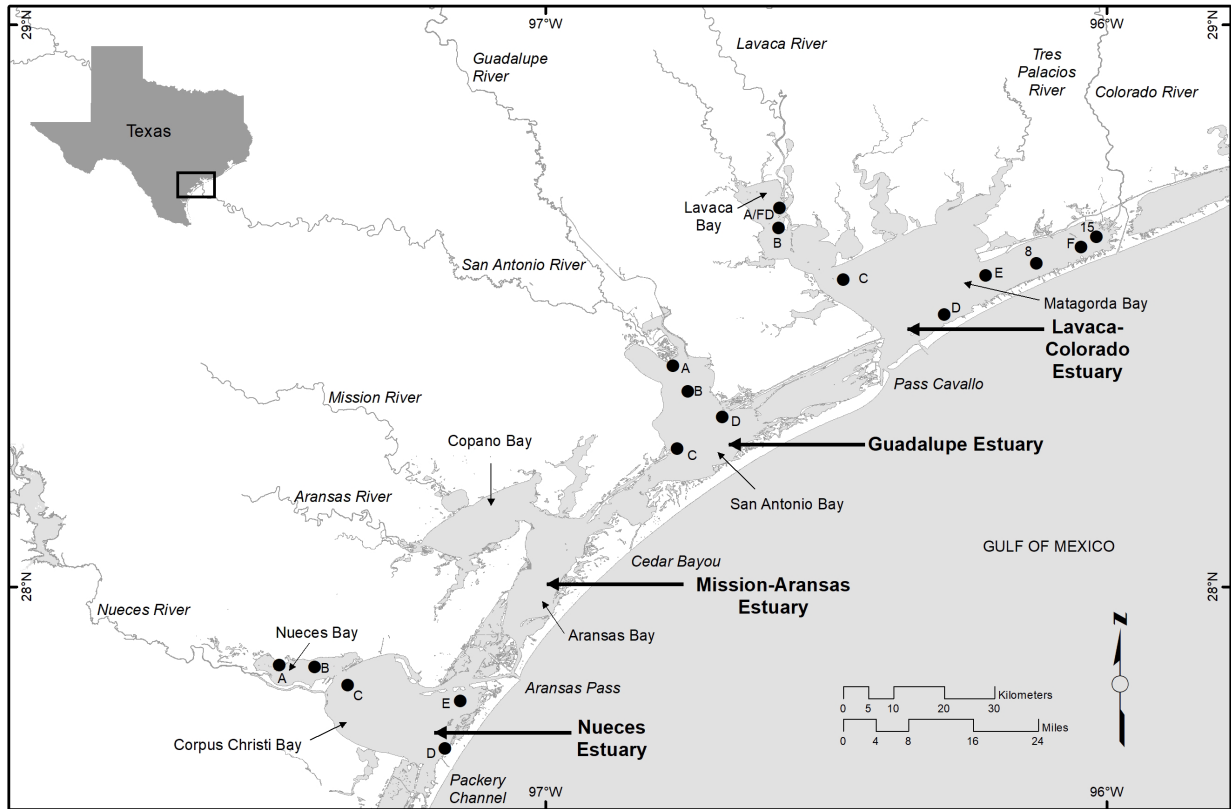 97°W
96°W
29°N
29°N
Texas
Guadalupe
River
Lavaca River
Tres
Palacios
River
Colorado River
Lavaca
Bay
A/FD
B
C
15
F
8
E
D
Matagorda Bay
Lavaca-
Colorado
Estuary
San Antonio River
Pass Cavallo
A
B
D
C
Guadalupe Estuary
San Antonio Bay
Mission River
Copano Bay
Aransas River
GULF OF MEXICO
Cedar Bayou
Mission-Aransas
Estuary
28°N
28°N
Nueces River
Nueces Bay
Aransas Bay
A
B
C
E
D
Aransas Pass
Nueces
Estuary
Corpus Christi Bay
Packery
Channel
N
Kilometers
0 5 10 20 30
Miles
0 4 8 16 24
97°W
96°W